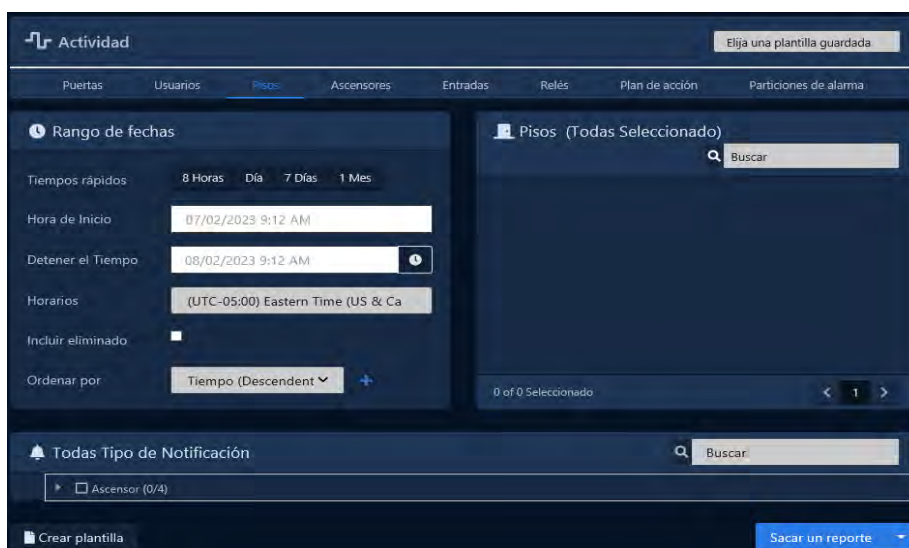 Actividad
Elija una plantilla guardada
Puertas Usuarios Pisos Ascensores Entradas Relés Plan de acción Particiones de alarma
Rango de fechas
Tiempos rápidos 8 Horas Día 7 Días 1 Mes
Hora de Inicio 07/02/2023 9:12 AM
Detener el Tiempo 08/02/2023 9:12 AM
Horarios (UTC-05:00) Eastern Time (US & Ca
Incluir eliminado
Ordenar por Tiempo (Descendent
Pisos (Todas Seleccionado)
Buscar
0 of 0 Seleccionado
1
Todas Tipo de Notificación
Buscar
Ascensor (0/4)
Crear plantilla
Sacar un reporte